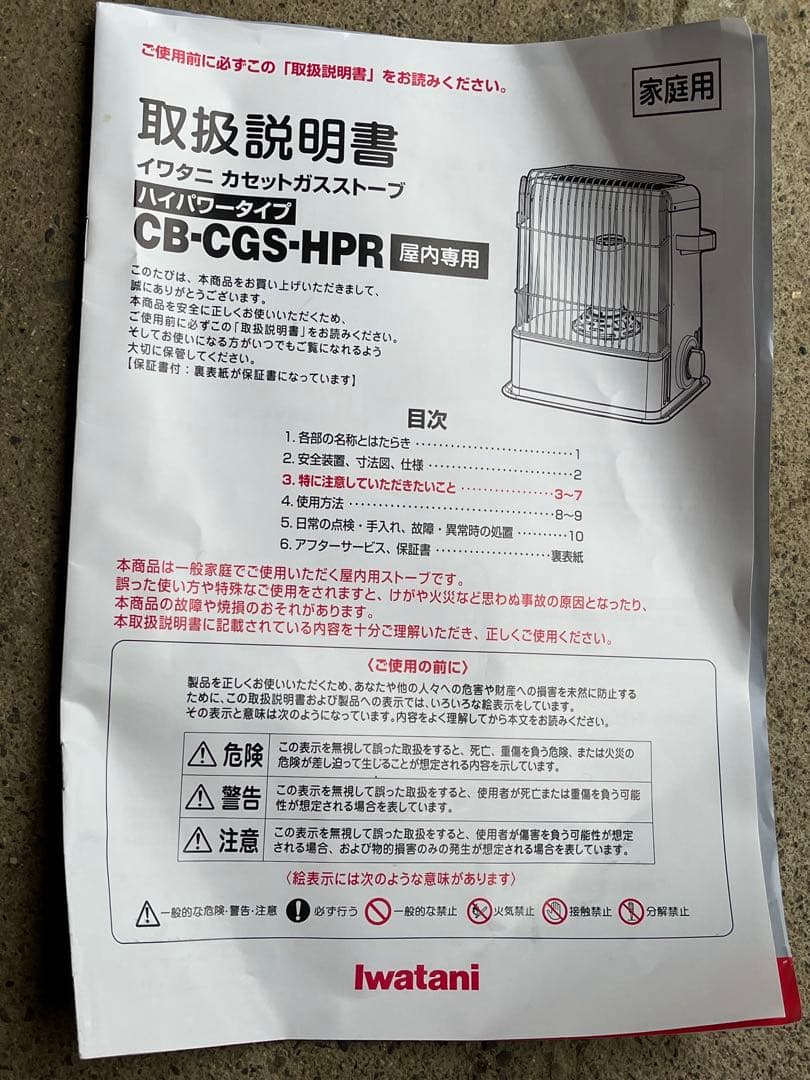 ご使用前に必ずこの「取扱説明書」をお読みください。
家庭用
取扱説明書
イワタニ カセットガスストーブ
ハイパワータイプ
CB-CGS-HPR 屋内専用
このたびは、本商品をお買い上げいただきまして、
誠にありがとうございます。
本商品を安全に正しくお使いいただくため、
ご使用前に必ずこの「取扱説明書」をお読みください。
そしてお使いになる方がいつでもご覧になれるよう
大切に保管してください。
【保証書付：裏表紙が保証書になっています】
目次
1. 各部の名称とはたらき ・・・・・・・・・・・・・・・・・・・・・・・・・・1
2. 安全装置、寸法図、仕様 ・・・・・・・・・・・・・・・・・・・・・・・・2
3. 特に注意していただきたいこと ・・・・・・・・・・・・・・・3〜7
4. 使用方法 ・・・・・・・・・・・・・・・・・・・・・・・・・・・・・・・・・・8〜9
5. 日常の点検・手入れ、故障・異常時の処置 ・・・・・・・・・10
6. アフターサービス、保証書 ・・・・・・・・・・・・・・・・・・・裏表紙
本商品は一般家庭でご使用いただく屋内用ストーブです。
誤った使い方や特殊なご使用をされますと、けがや火災など思わぬ事故の原因となったり、
本商品の故障や焼損のおそれがあります。
本取扱説明書に記載されている内容を十分ご理解いただき、正しくご使用ください。
〈ご使用の前に〉
製品を正しくお使いいただくため、あなたや他の人々への危害や財産への損害を未然に防止する
ために、この取扱説明書および製品への表示では、いろいろな絵表示をしています。
その表示と意味は次のようになっています。内容をよく理解してから本文をお読みください。
危険 この表示を無視して誤った取扱をすると、死亡、重傷を負う危険、または火災の
危険が差し迫って生じることが想定される内容を示しています。
警告 この表示を無視して誤った取扱をすると、使用者が死亡または重傷を負う可能
性が想定される場合を表しています。
注意 この表示を無視して誤った取扱をすると、使用者が傷害を負う可能性が想定
される場合、および物的損害のみの発生が想定される場合を表しています。
〈絵表示には次のような意味があります〉
一般的な危険・警告・注意 必ず行う 一般的な禁止 火気禁止 接触禁止 分解禁止
Iwatani